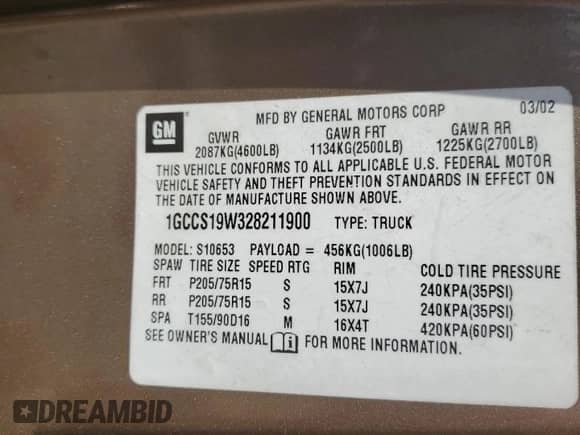 GM
MFD BY GENERAL MOTORS CORP 03/02
GVWR GAWR FRT GAWR RR
2087KG(4600LB) 1134KG(2500LB) 1225KG(2700LB)
THIS VEHICLE CONFORMS TO ALL APPLICABLE U.S. FEDERAL MOTOR
VEHICLE SAFETY AND THEFT PREVENTION STANDARDS IN EFFECT ON
THE DATE OF MANUFACTURE SHOWN ABOVE.
1GCCS19W328211900 TYPE: TRUCK
MODEL: S10653 PAYLOAD = 456KG(1006LB)
SPAW TIRE SIZE SPEED RTG RIM COLD TIRE PRESSURE
FRT P205/75R15 S 15X7J 240KPA(35PSI)
RR P205/75R15 S 15X7J 240KPA(35PSI)
SPA T155/90D16 M 16X4T 420KPA(60PSI)
SEE OWNER'S MANUAL i FOR MORE INFORMATION.
DREAMBID